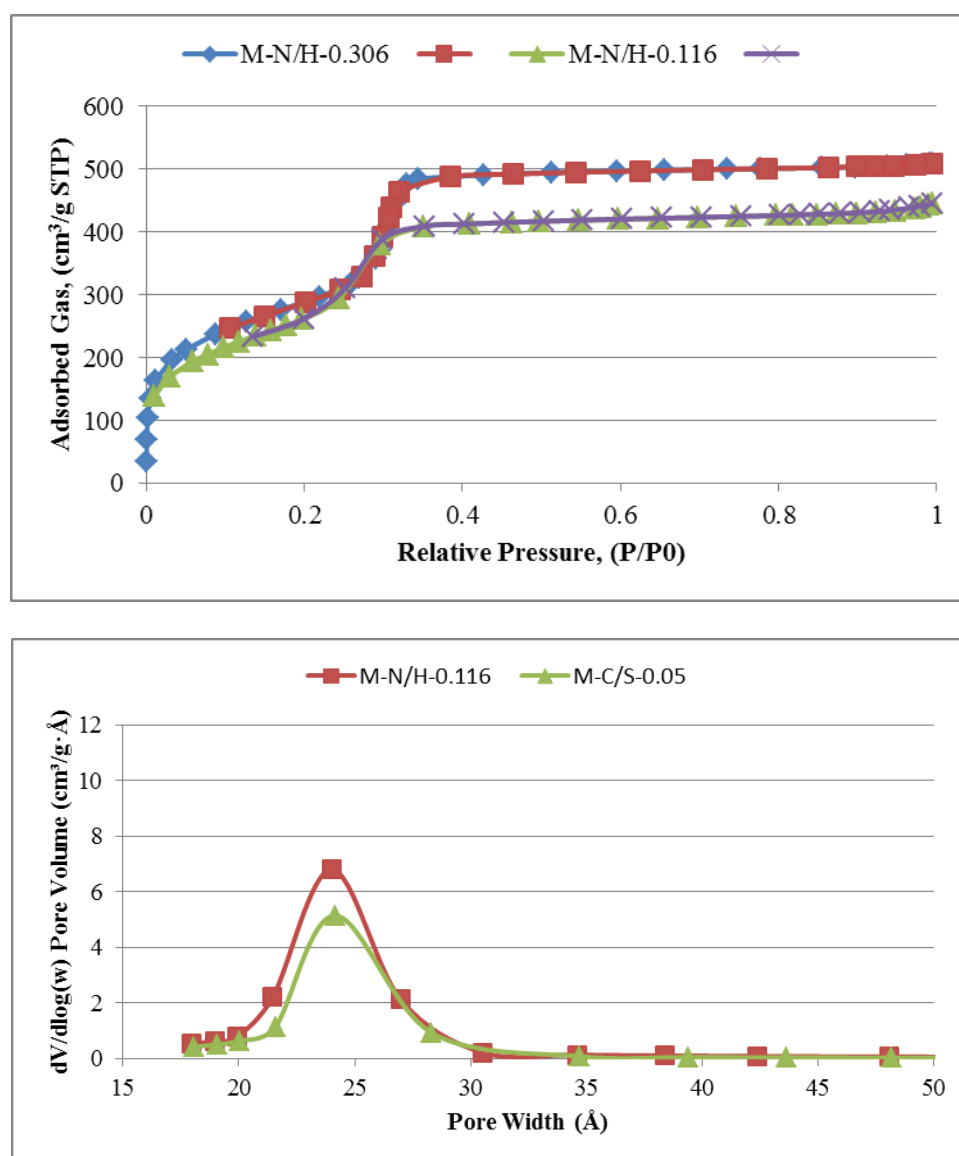 M-N/H-0.306 M-N/H-0.116
600
500
400
300
200
100
0
Adsorbed Gas, (cm³/g STP)
0 0.2 0.4 0.6 0.8 1
Relative Pressure, (P/P0)
M-N/H-0.116 M-C/S-0.05
12
10
8
6
4
2
0
dV/dlog(w) Pore Volume (cm³/g·Å)
15 20 25 30 35 40 45 50
Pore Width (Å)